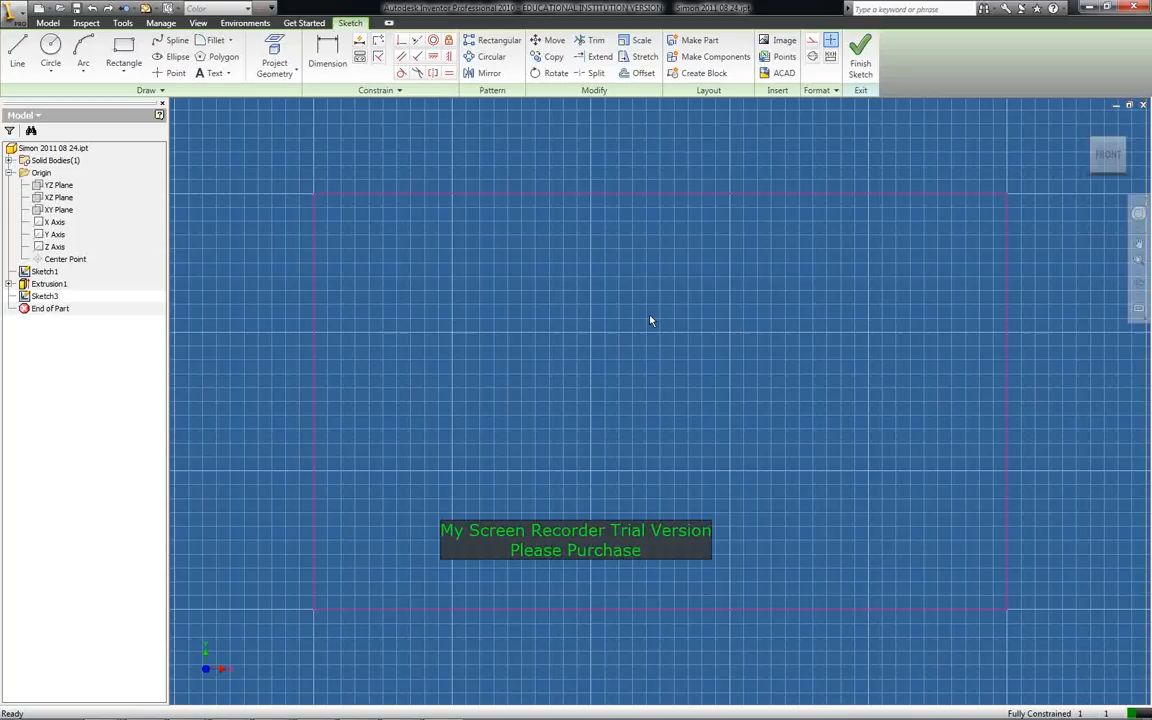 PRO
Color
Autodesk Inventor Professional 2010 - EDUCATIONAL INSTITUTION VERSION Simon 2011 08 24.ipt
Type a keyword or phrase
Model Inspect Tools Manage View Environments Get Started Sketch
Line
Circle
Arc
Rectangle
Spline
Ellipse
Point
Fillet
Polygon
Text
Project
Geometry
Dimension
Rectangular
Circular
Mirror
Move
Copy
Rotate
Trim
Extend
Split
Scale
Stretch
Offset
Make Part
Make Components
Create Block
Image
Points
ACAD
Finish
Sketch
Draw
Constrain
Pattern
Modify
Layout
Insert
Format
Exit
Model
Simon 2011 08 24.ipt
Solid Bodies(1)
Origin
YZ Plane
XZ Plane
XY Plane
X Axis
Y Axis
Z Axis
Center Point
Sketch1
Extrusion1
Sketch3
End of Part
FRONT
My Screen Recorder Trial Version
Please Purchase
Ready
Fully Constrained 1 1